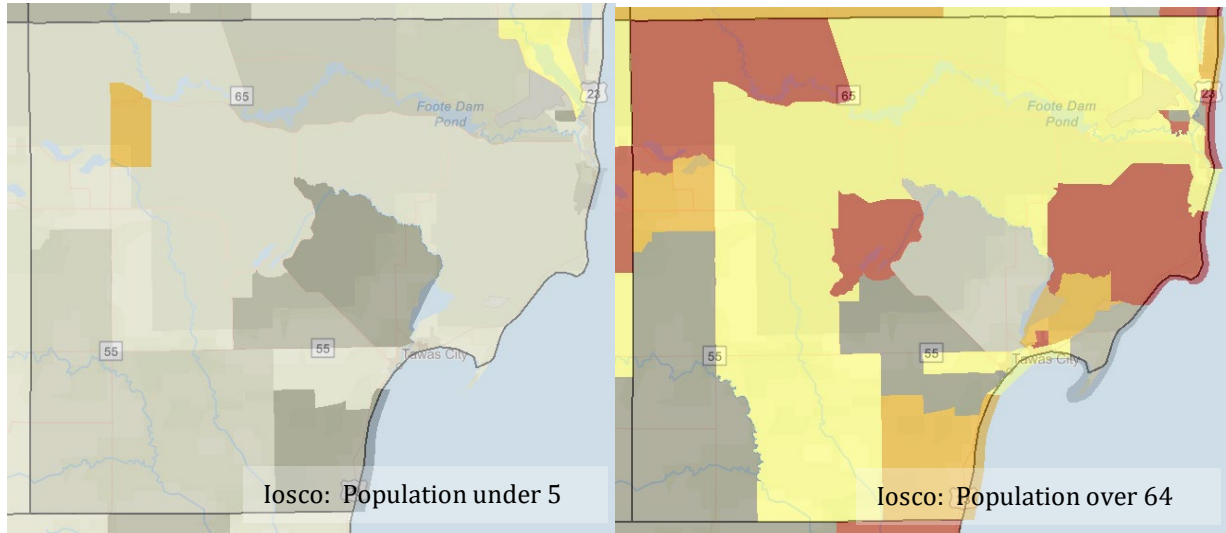 65
Foote Dam
Pond
23
55
55
Tawas City
Iosco: Population under 5
65
Foote Dam
Pond
23
55
55
Tawas City
Iosco: Population over 64